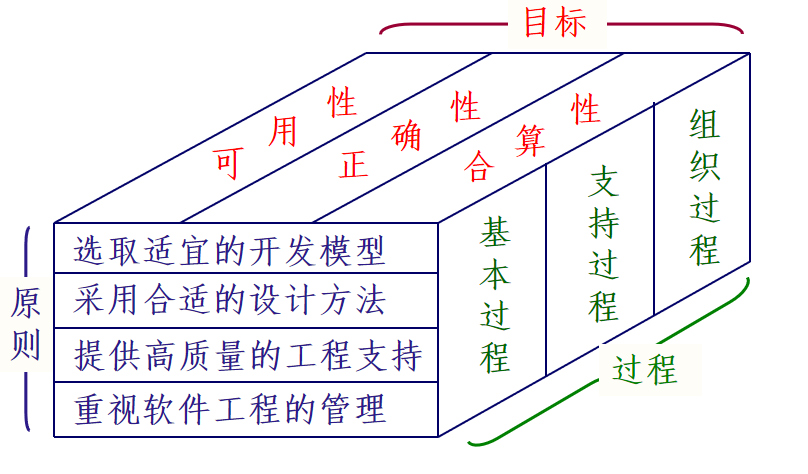 目标
可用性
正确性
合算性
原则
选取适宜的开发模型
采用合适的设计方法
提供高质量的工程支持
重视软件工程的管理
基本过程
支持过程
组织过程
过程